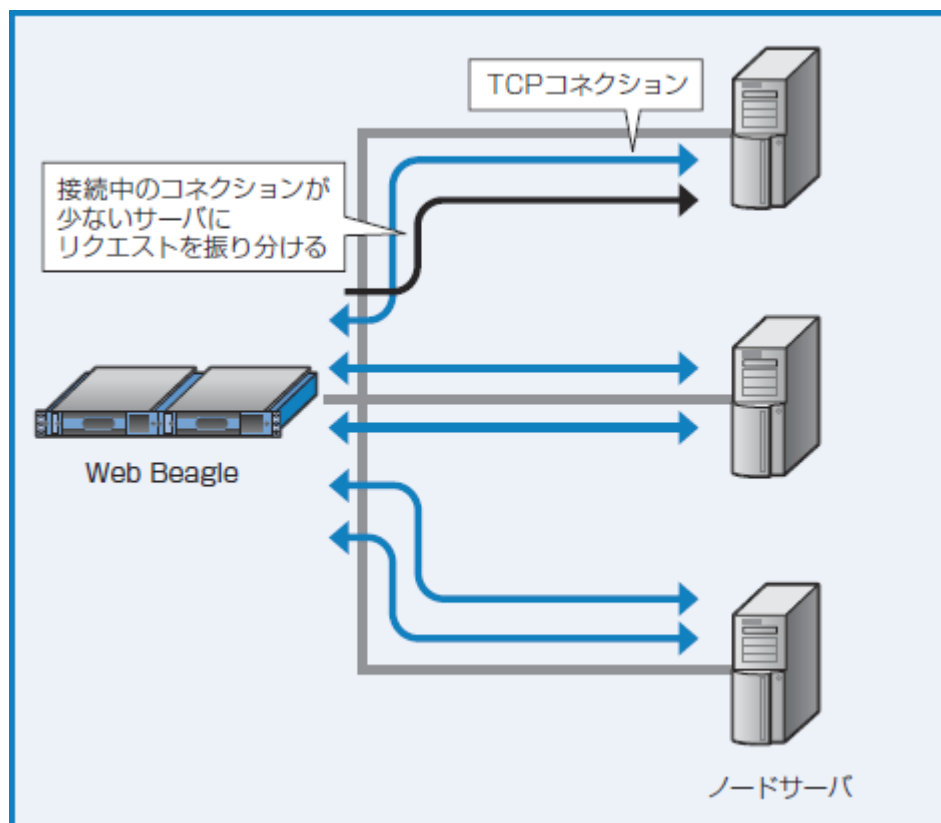 TCPコネクション
接続中のコネクションが
少ないサーバに
リクエストを振り分ける
Web Beagle
ノードサーバ